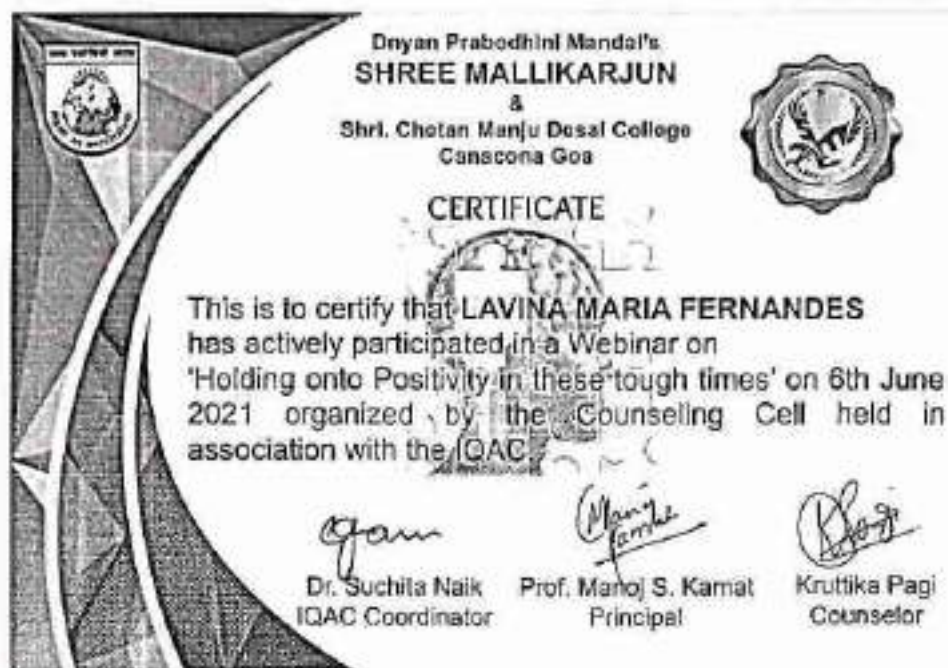 Dnyan Prabodhini Mandal's
SHREE MALLIKARJUN
&
Shri. Chetan Manju Desai College
Canacona Goa
CERTIFICATE
This is to certify that LAVINA MARIA FERNANDES
has actively participated in a Webinar on
'Holding onto Positivity in these tough times' on 6th June
2021 organized by the Counseling Cell held in
association with the IQAC.
Dr. Suchita Naik Prof. Manoj S. Kamat Kruttika Pagi
IQAC Coordinator Principal Counselor